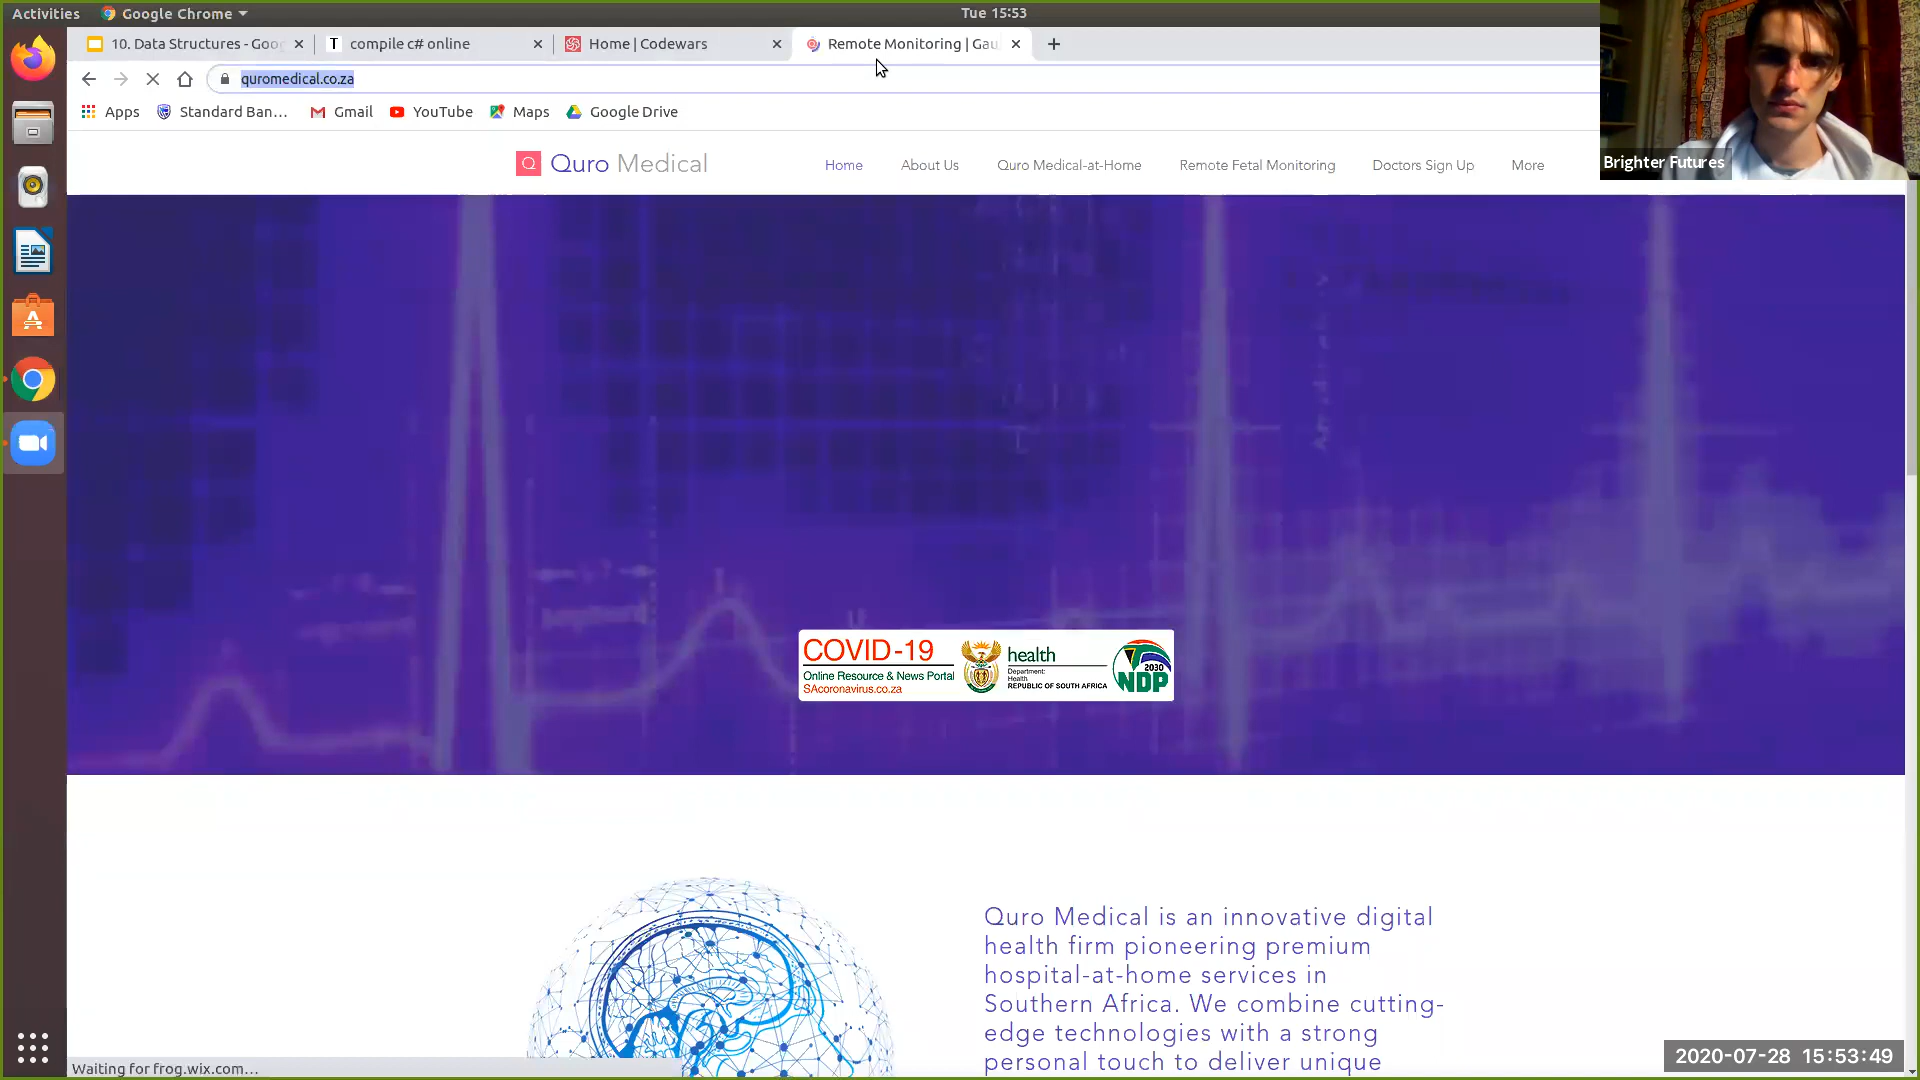 Activities
Google Chrome
Tue 15:53
10. Data Structures - Goo
compile c# online
Home | Codewars
Remote Monitoring | Gau
quromedical.co.za
Apps
Standard Ban...
Gmail
YouTube
Maps
Google Drive
Brighter Futures
Q Quro Medical
Home
About Us
Quro Medical-at-Home
Remote Fetal Monitoring
Doctors Sign Up
More
COVID-19
Online Resource & News Portal
SAcoronavirus.co.za
health
Department:
Health
REPUBLIC OF SOUTH AFRICA
2030
NDP
Quro Medical is an innovative digital
health firm pioneering premium
hospital-at-home services in
Southern Africa. We combine cutting-
edge technologies with a strong
personal touch to deliver unique
Waiting for frog.wix.com...
2020-07-28 15:53:49